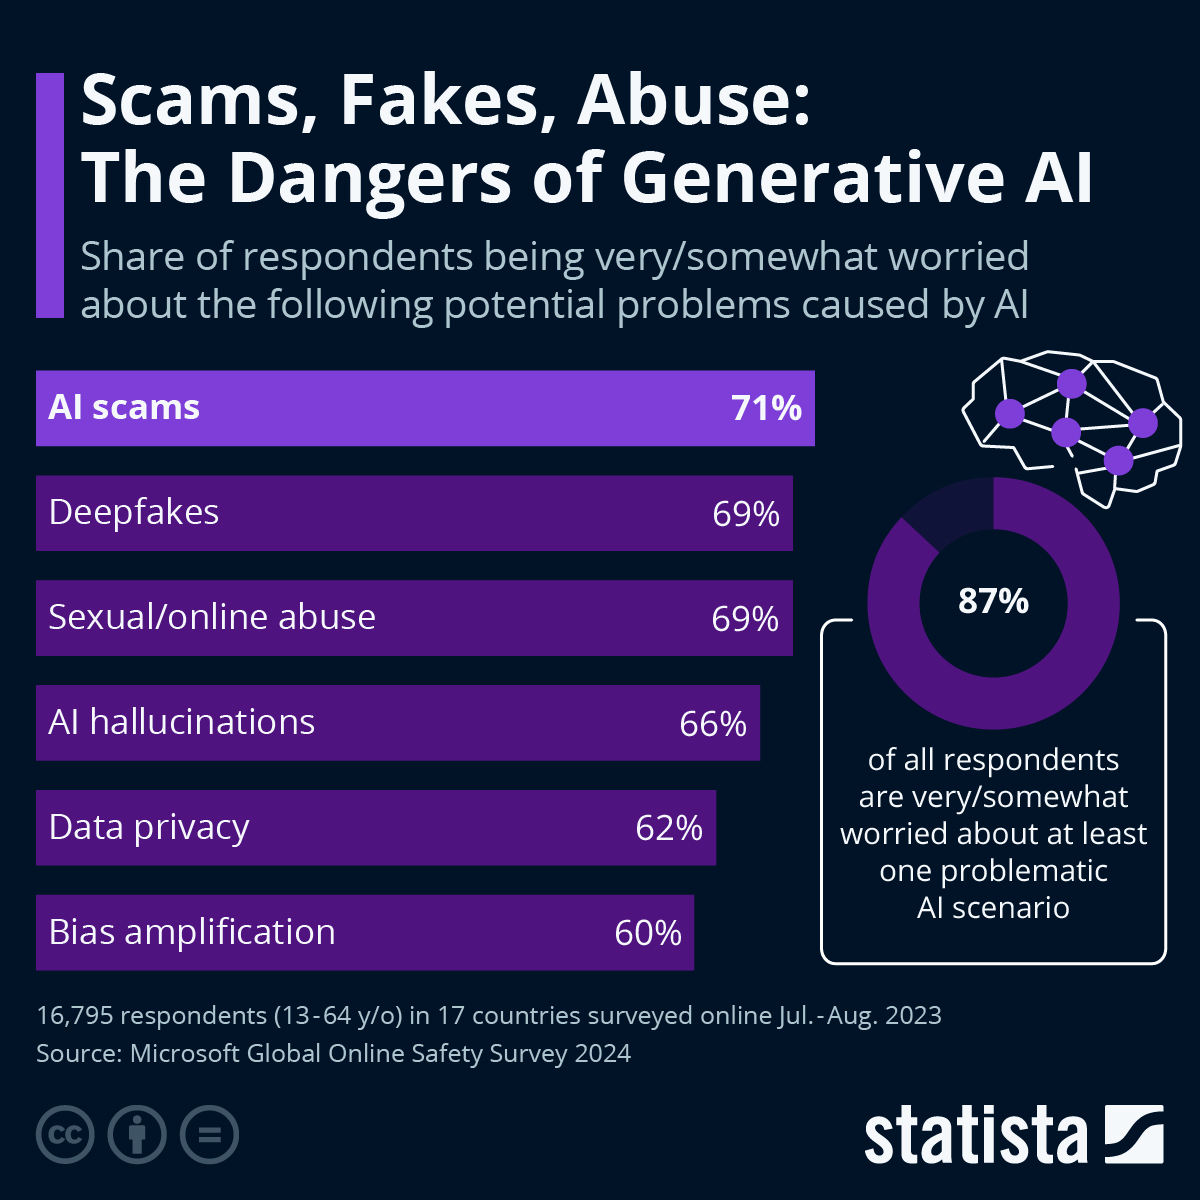 Scams, Fakes, Abuse:
The Dangers of Generative AI
Share of respondents being very/somewhat worried
about the following potential problems caused by AI
AI scams 71%
Deepfakes 69%
Sexual/online abuse 69%
AI hallucinations 66%
Data privacy 62%
Bias amplification 60%
87%
of all respondents
are very/somewhat
worried about at least
one problematic
AI scenario
16,795 respondents (13-64 y/o) in 17 countries surveyed online Jul.-Aug. 2023
Source: Microsoft Global Online Safety Survey 2024
cc =
statista